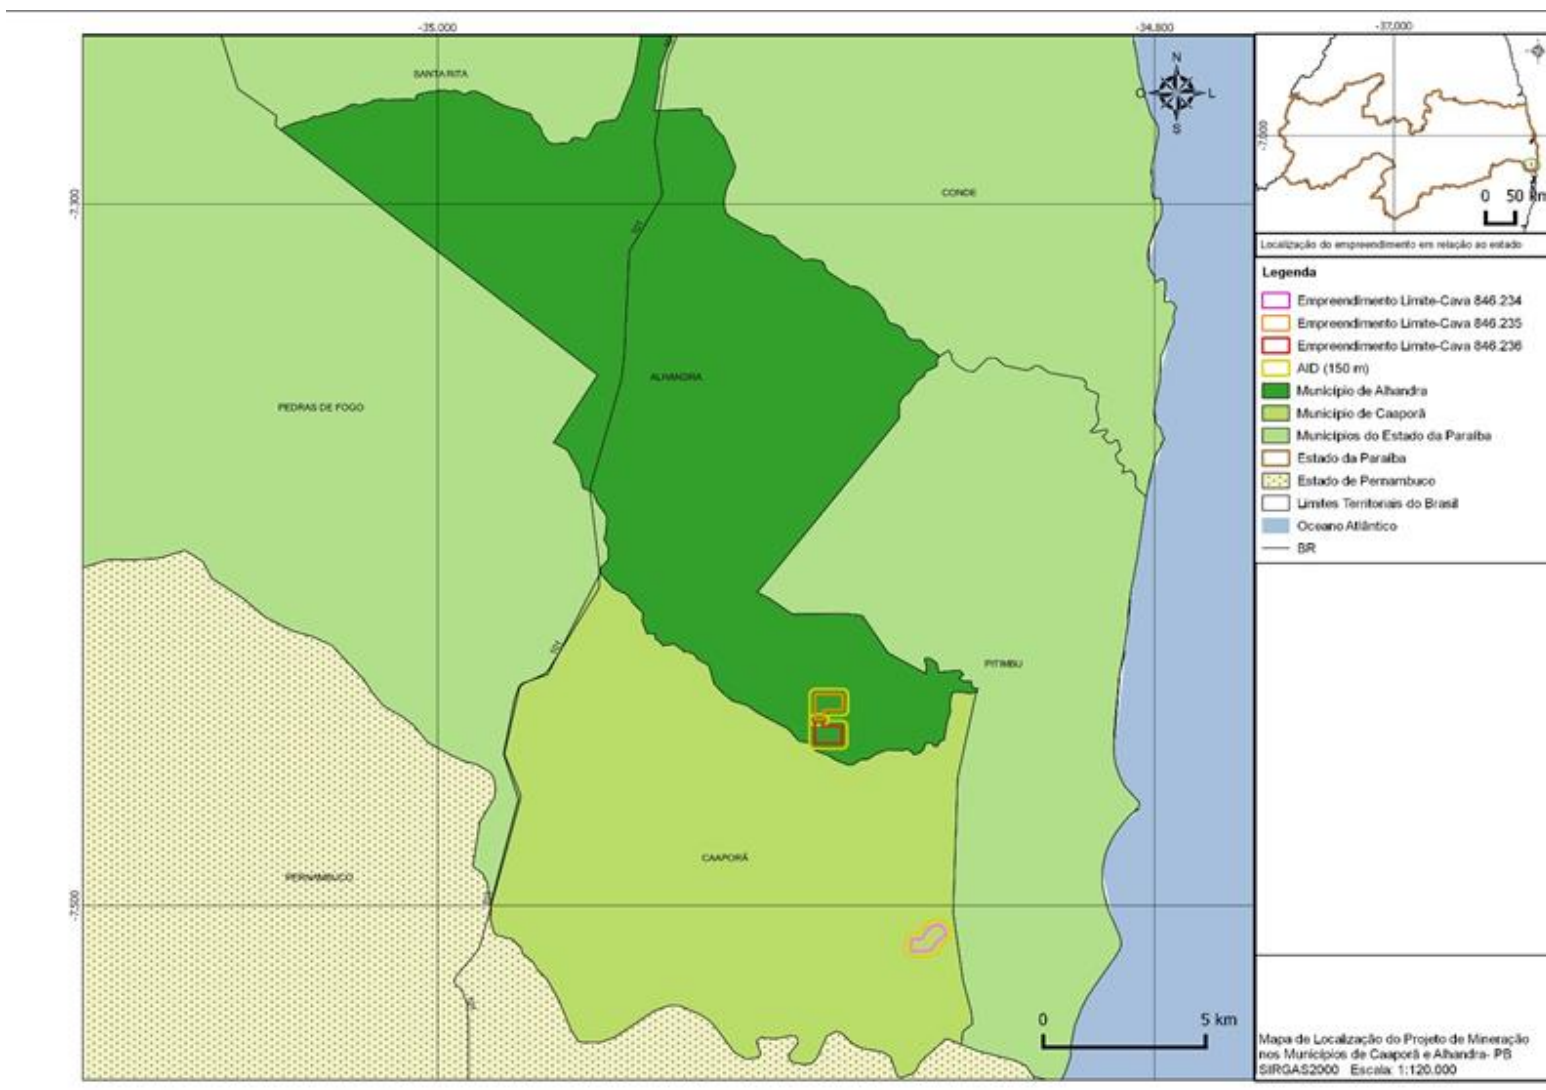 -35.000
-34.800
-37.000
SANTA RITA
N
O
L
S
-7.000
-7.300
CONDE
0 50 km
101
Localização do empreendimento em relação ao estado
Legenda
Empreendimento Limite-Cava 846.234
Empreendimento Limite-Cava 846.235
Empreendimento Limite-Cava 846.236
AID (150 m)
Município de Alhandra
Município de Caaporã
Municípios do Estado da Paraíba
Estado da Paraíba
Estado de Pernambuco
Limites Territoriais do Brasil
Oceano Atlântico
BR
ALHANDRA
PEDRAS DE FOGO
101
PITIMBU
CAAPORÃ
PERNAMBUCO
-7.500
0 5 km
Mapa de Localização do Projeto de Mineração
nos Municípios de Caaporã e Alhandra- PB
SIRGAS2000 Escala: 1:120.000